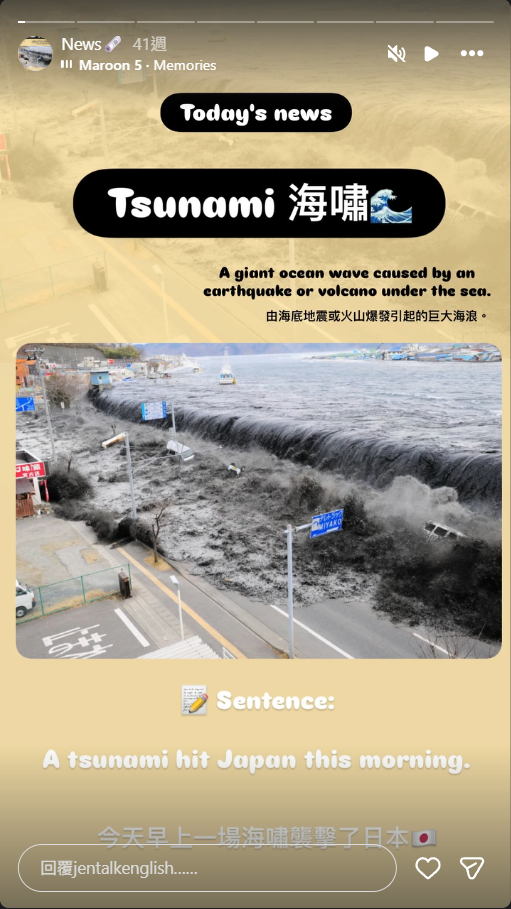 News🗞️ 41週
Maroon 5 · Memories
Today's news
Tsunami 海嘯🌊
A giant ocean wave caused by an
earthquake or volcano under the sea.
由海底地震或火山爆發引起的巨大海浪。
MIYAKO
📝 Sentence:
A tsunami hit Japan this morning.
今天早上一場海嘯襲擊了日本🇯🇵
回覆jentalkenglish......